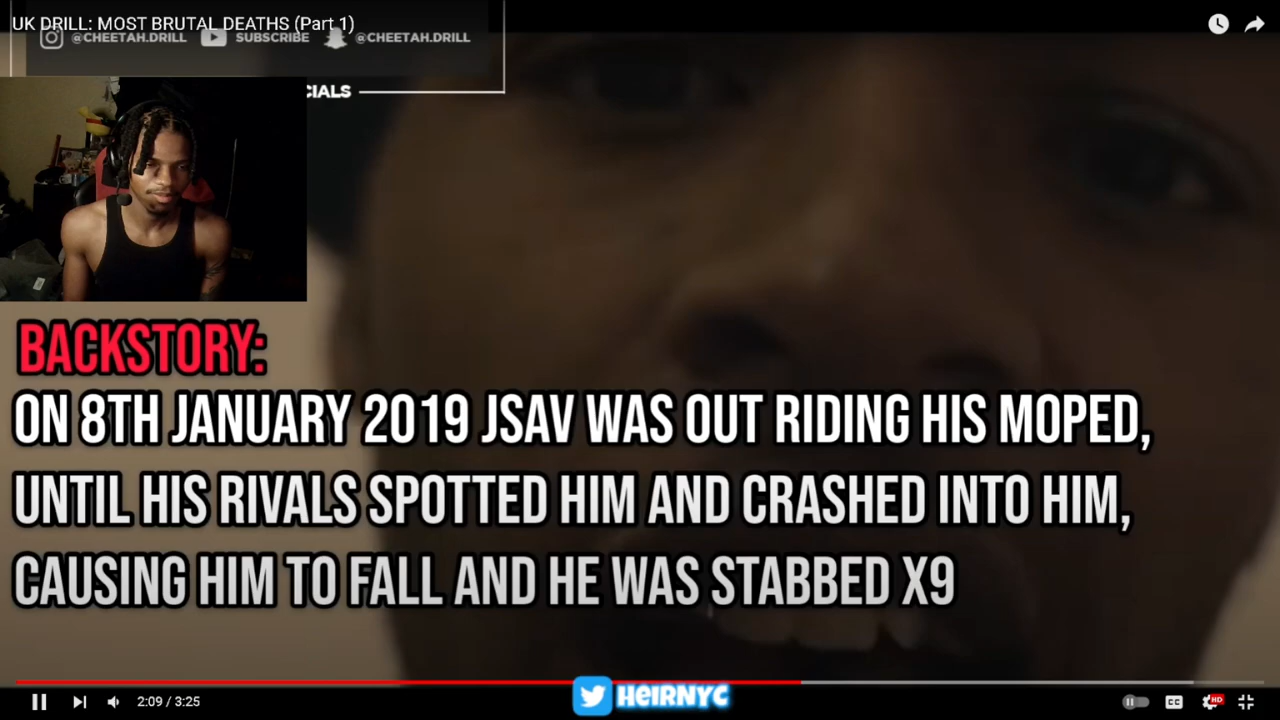 UK DRILL: MOST BRUTAL DEATHS (Part 1)
@CHEETAH.DRILL SUBSCRIBE @CHEETAH.DRILL
CIALS
BACKSTORY:
ON 8TH JANUARY 2019 JSAV WAS OUT RIDING HIS MOPED,
UNTIL HIS RIVALS SPOTTED HIM AND CRASHED INTO HIM,
CAUSING HIM TO FALL AND HE WAS STABBED X9
2:09 / 3:25
HEIRNYC
CC
HD